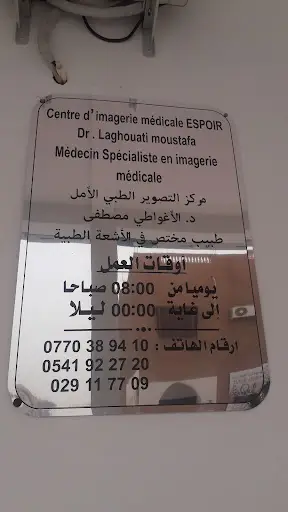 Centre d'imagerie médicale ESPOIR
Dr . Laghouati moustafa
Médecin Spécialiste en imagerie
médicale
مركز التصوير الطبي الأمل
د. الأغواطي مصطفى
طبيب مختص في الأشعة الطبية
أوقات العمل
يوميا من 08:00 صباحا
إلى غاية 00:00 ليلا
ارقام الهاتف : 0770 38 94 10
0541 92 27 20
029 11 77 09